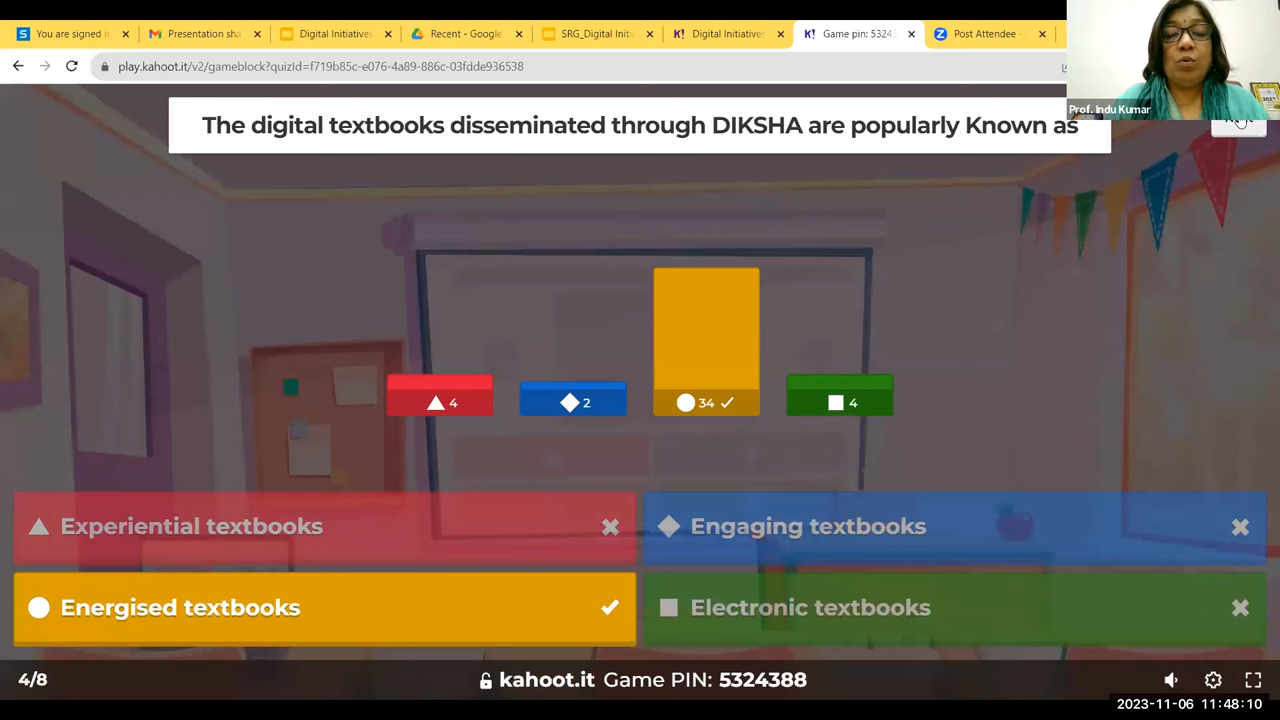 You are signed i
Presentation sha
Digital Initiatives
Recent - Google
SRG_Digital Initi
Digital Initiatives
Game pin: 5324
Post Attendee -
play.kahoot.it/v2/gameblock?quizId=f719b85c-e076-4a89-886c-03fdde936538
Prof. Indu Kumar
The digital textbooks disseminated through DIKSHA are popularly Known as
4
2
34
4
Experiential textbooks
Engaging textbooks
Energised textbooks
Electronic textbooks
4/8
kahoot.it Game PIN: 5324388
2023-11-06 11:48:10